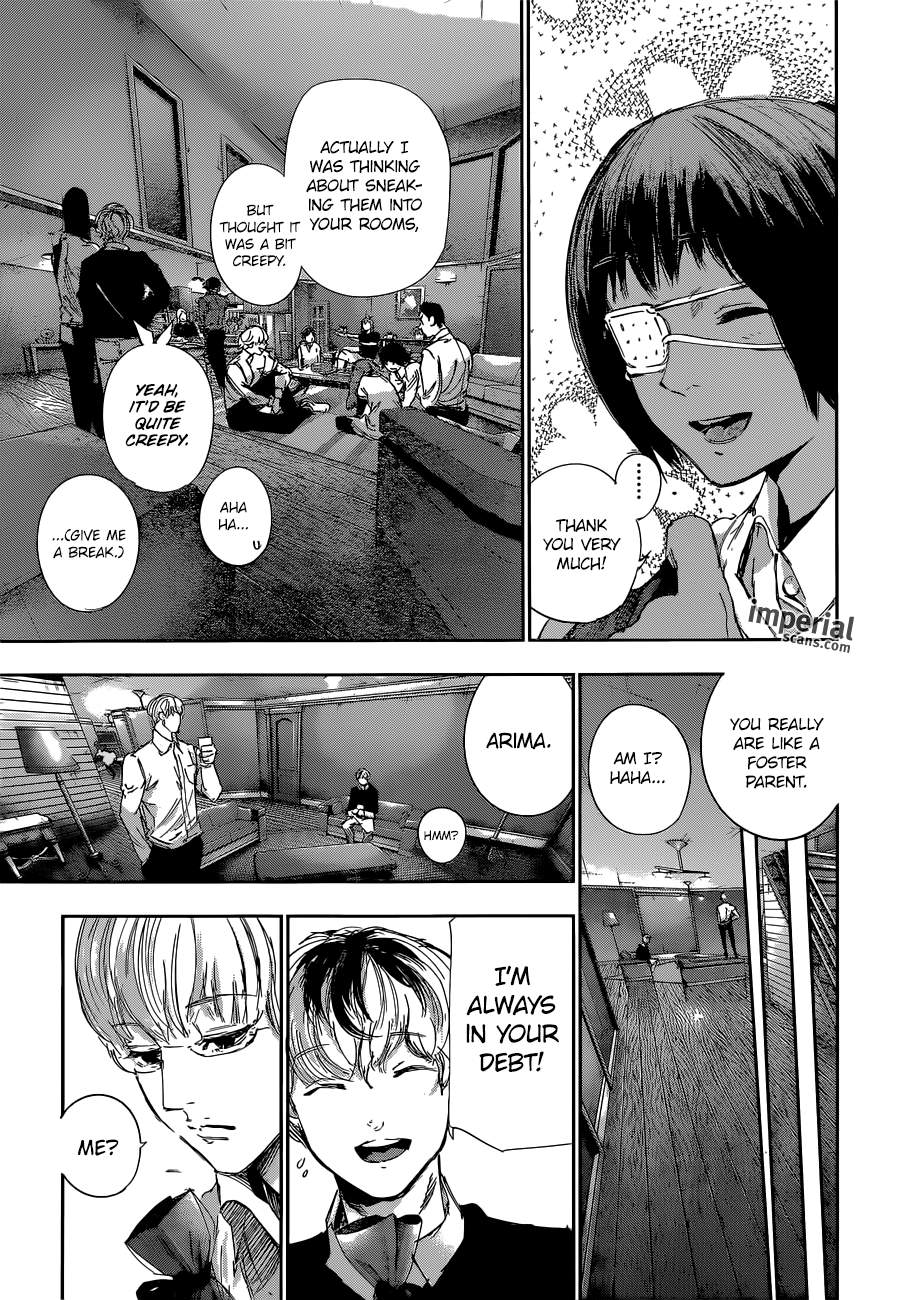 ......
THANK
YOU VERY
MUCH!
imperial
scans.com
ACTUALLY I
WAS THINKING
ABOUT SNEAK-
ING THEM INTO
YOUR ROOMS,
BUT
THOUGHT IT
WAS A BIT
CREEPY.
YEAH,
IT'D BE
QUITE
CREEPY.
AHA
HA...
...(GIVE ME
A BREAK.)
YOU REALLY
ARE LIKE A
FOSTER
PARENT.
AM I?
HAHA...
ARIMA.
HMM?
I'M
ALWAYS
IN YOUR
DEBT!
ME?